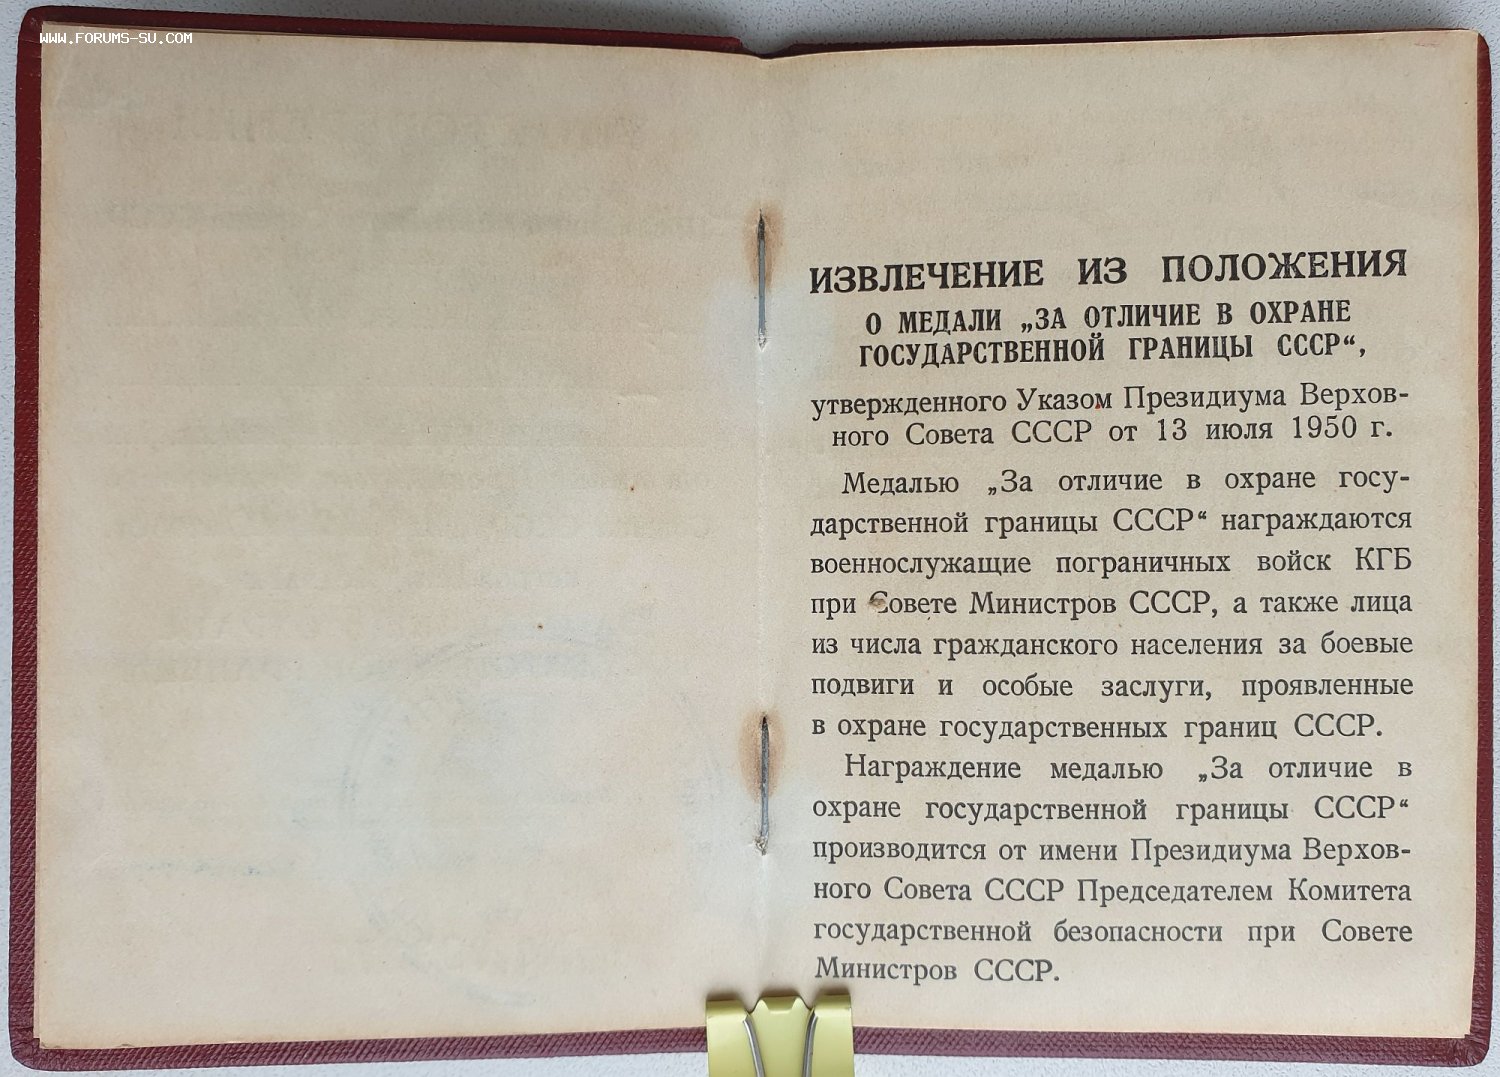 WWW.FORUMS-SU.COM
ИЗВЛЕЧЕНИЕ ИЗ ПОЛОЖЕНИЯ
О МЕДАЛИ „ЗА ОТЛИЧИЕ В ОХРАНЕ
ГОСУДАРСТВЕННОЙ ГРАНИЦЫ СССР“,
утвержденного Указом Президиума Верхов-
ного Совета СССР от 13 июля 1950 г.
Медалью „За отличие в охране госу-
дарственной границы СССР“ награждаются
военнослужащие пограничных войск КГБ
при Совете Министров СССР, а также лица
из числа гражданского населения за боевые
подвиги и особые заслуги, проявленные
в охране государственных границ СССР.
Награждение медалью „За отличие в
охране государственной границы СССР“
производится от имени Президиума Верхов-
ного Совета СССР Председателем Комитета
государственной безопасности при Совете
Министров СССР.